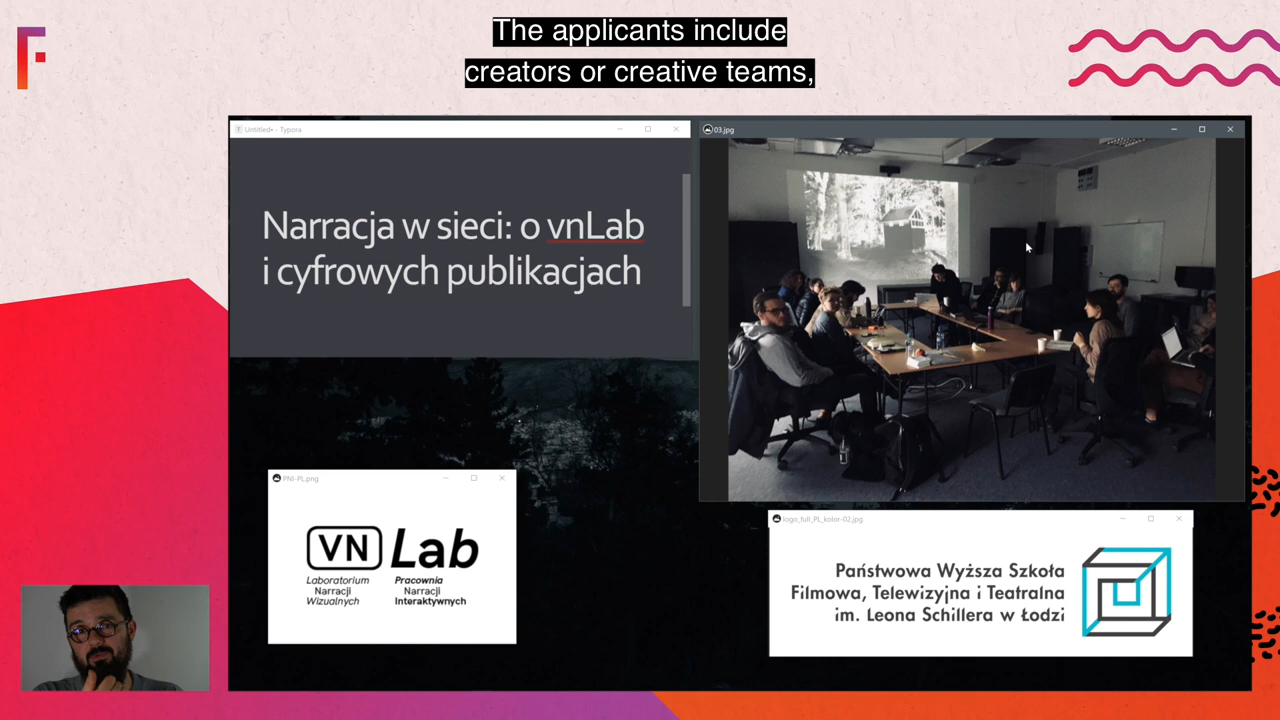 The applicants include
creators or creative teams,
F
Untitled• - Typora
03.jpg
Narracja w sieci: o vnLab
i cyfrowych publikacjach
PNI-PL.png
VN Lab
Laboratorium
Narracji
Wizualnych
Pracownia
Narracji
Interaktywnych
logo_full_PL_kolor-02.jpg
Państwowa Wyższa Szkoła
Filmowa, Telewizyjna i Teatralna
im. Leona Schillera w Łodzi